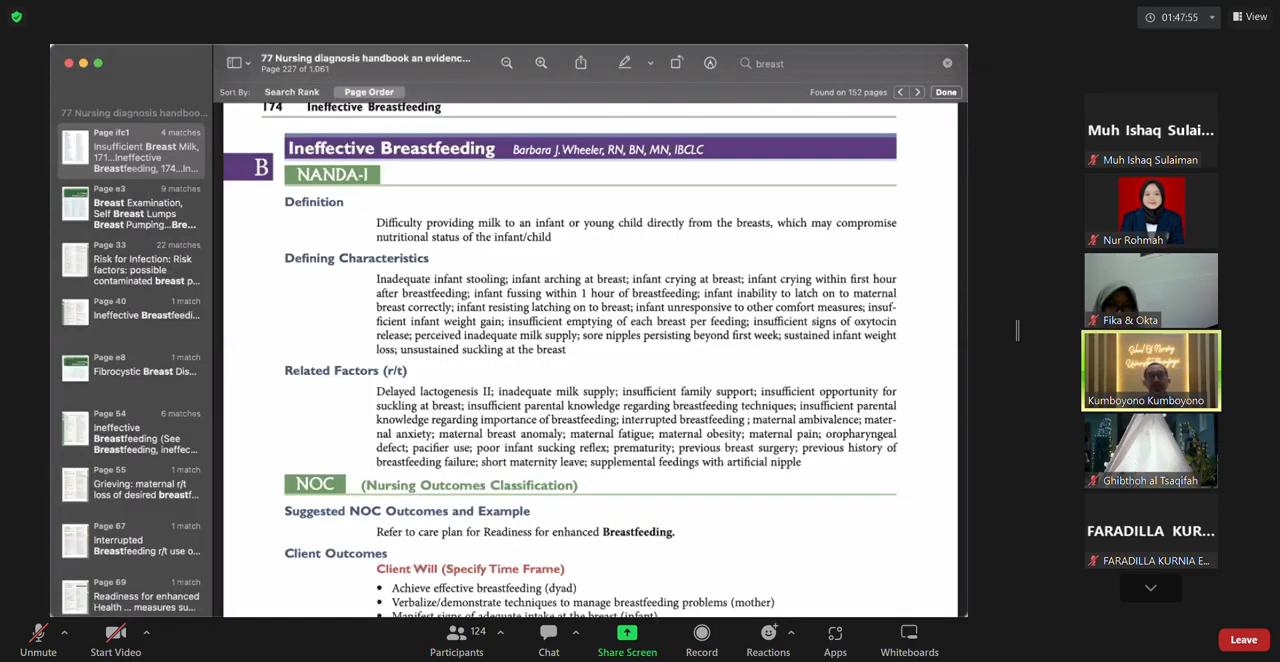 01:47:55
View
77 Nursing diagnosis handbook an evidenc...
Page 227 of 1.061
breast
Sort By:
Search Rank
Page Order
Found on 152 pages
Done
77 Nursing diagnosis handboo...
Page ifc1
4 matches
Insufficient Breast Milk,
171...Ineffective
Breastfeeding, 174...In...
Page e3
9 matches
Breast Examination,
Self Breast Lumps
Breast Pumping...Bre...
Page 33
22 matches
Risk for Infection: Risk
factors: possible
contaminated breast p...
Page 40
1 match
Ineffective Breastfeedi...
Page e8
1 match
Fibrocystic Breast Dis...
Page 54
6 matches
Ineffective
Breastfeeding (See
Breastfeeding, ineffec...
Page 55
1 match
Grieving: maternal r/t
loss of desired breastf...
Page 67
1 match
Interrupted
Breastfeeding r/t use o...
Page 69
1 match
Readiness for enhanced
Health ... measures su...
174 Ineffective Breastfeeding
B
Ineffective Breastfeeding Barbara J. Wheeler, RN, BN, MN, IBCLC
NANDA-I
Definition
Difficulty providing milk to an infant or young child directly from the breasts, which may compromise
nutritional status of the infant/child
Defining Characteristics
Inadequate infant stooling; infant arching at breast; infant crying at breast; infant crying within first hour
after breastfeeding; infant fussing within 1 hour of breastfeeding; infant inability to latch on to maternal
breast correctly; infant resisting latching on to breast; infant unresponsive to other comfort measures; insuf-
ficient infant weight gain; insufficient emptying of each breast per feeding; insufficient signs of oxytocin
release; perceived inadequate milk supply; sore nipples persisting beyond first week; sustained infant weight
loss; unsustained suckling at the breast
Related Factors (r/t)
Delayed lactogenesis II; inadequate milk supply; insufficient family support; insufficient opportunity for
suckling at breast; insufficient parental knowledge regarding breastfeeding techniques; insufficient parental
knowledge regarding importance of breastfeeding; interrupted breastfeeding ; maternal ambivalence; mater-
nal anxiety; maternal breast anomaly; maternal fatigue; maternal obesity; maternal pain; oropharyngeal
defect; pacifier use; poor infant sucking reflex; prematurity; previous breast surgery; previous history of
breastfeeding failure; short maternity leave; supplemental feedings with artificial nipple
NOC (Nursing Outcomes Classification)
Suggested NOC Outcomes and Example
Refer to care plan for Readiness for enhanced Breastfeeding.
Client Outcomes
Client Will (Specify Time Frame)
• Achieve effective breastfeeding (dyad)
• Verbalize/demonstrate techniques to manage breastfeeding problems (mother)
• Manifest signs of adequate intake at the breast (infant)
Muh Ishaq Sulai...
Muh Ishaq Sulaiman
Nur Rohmah
Fika & Okta
School Of Nursing
Kumboyono Kumboyono
Ghibthoh al Tsaqifah
FARADILLA KUR...
FARADILLA KURNIA E...
Unmute
Start Video
Participants
124
Chat
Share Screen
Record
Reactions
Apps
Whiteboards
Leave